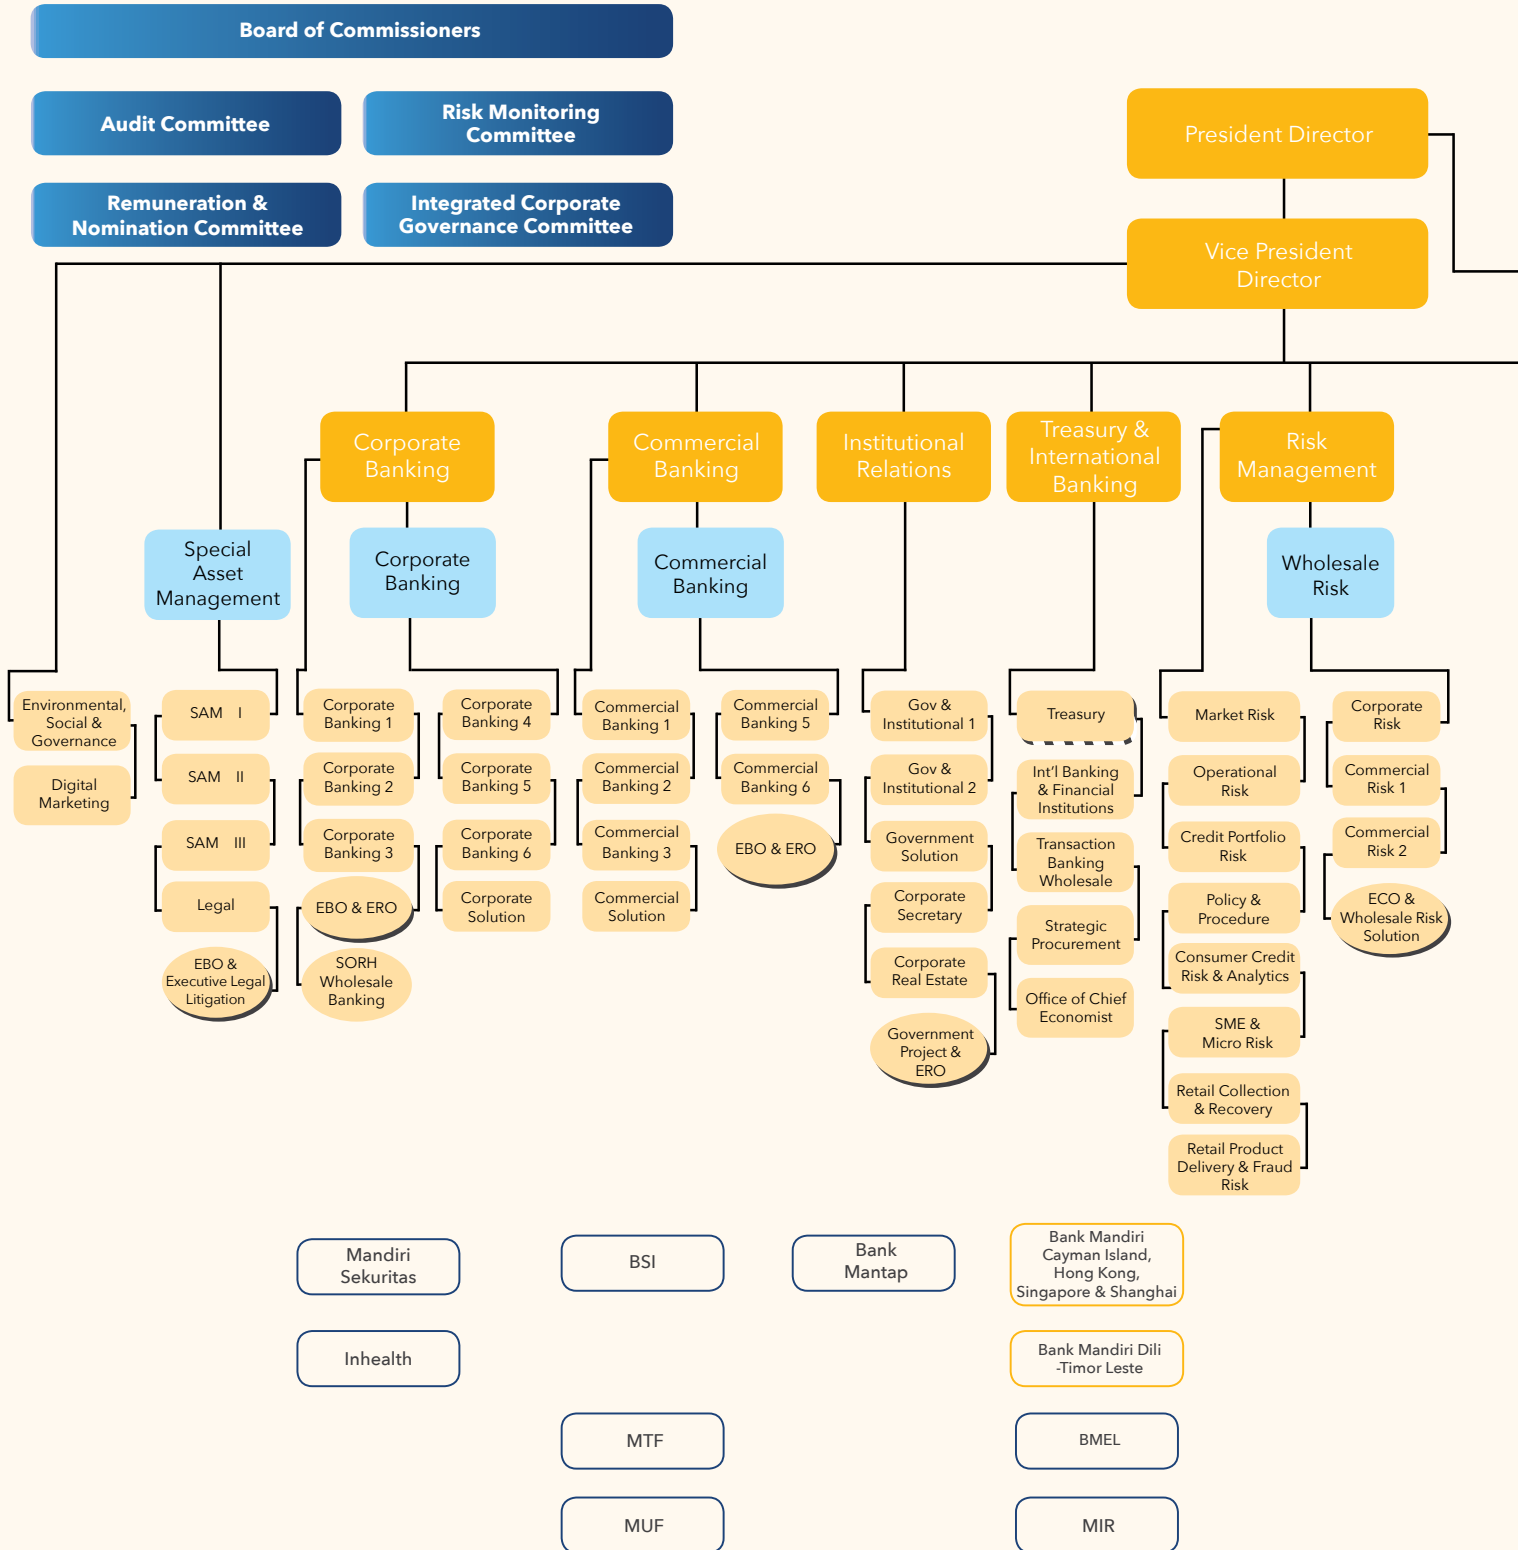 Board of Commissioners
Audit Committee
Risk Monitoring
Committee
Remuneration &
Nomination Committee
Integrated Corporate
Governance Committee
President Director
Vice President
Director
Corporate
Banking
Commercial
Banking
Institutional
Relations
Treasury &
International
Banking
Risk
Management
Special
Asset
Management
Corporate
Banking
Commercial
Banking
Wholesale
Risk
Environmental,
Social &
Governance
Digital
Marketing
SAM I
SAM II
SAM III
Legal
EBO &
Executive Legal
Litigation
Corporate
Banking 1
Corporate
Banking 2
Corporate
Banking 3
EBO & ERO
SORH
Wholesale
Banking
Corporate
Banking 4
Corporate
Banking 5
Corporate
Banking 6
Corporate
Solution
Commercial
Banking 1
Commercial
Banking 2
Commercial
Banking 3
Commercial
Solution
Commercial
Banking 5
Commercial
Banking 6
EBO & ERO
Gov &
Institutional 1
Gov &
Institutional 2
Government
Solution
Corporate
Secretary
Corporate
Real Estate
Government
Project &
ERO
Treasury
Int'l Banking
& Financial
Institutions
Transaction
Banking
Wholesale
Strategic
Procurement
Office of Chief
Economist
Market Risk
Operational
Risk
Credit Portfolio
Risk
Policy &
Procedure
Consumer Credit
Risk & Analytics
SME &
Micro Risk
Retail Collection
& Recovery
Retail Product
Delivery & Fraud
Risk
Corporate
Risk
Commercial
Risk 1
Commercial
Risk 2
ECO &
Wholesale Risk
Solution
Mandiri
Sekuritas
BSI
Bank
Mantap
Bank Mandiri
Cayman Island,
Hong Kong,
Singapore & Shanghai
Inhealth
Bank Mandiri Dili
-Timor Leste
MTF
BMEL
MUF
MIR